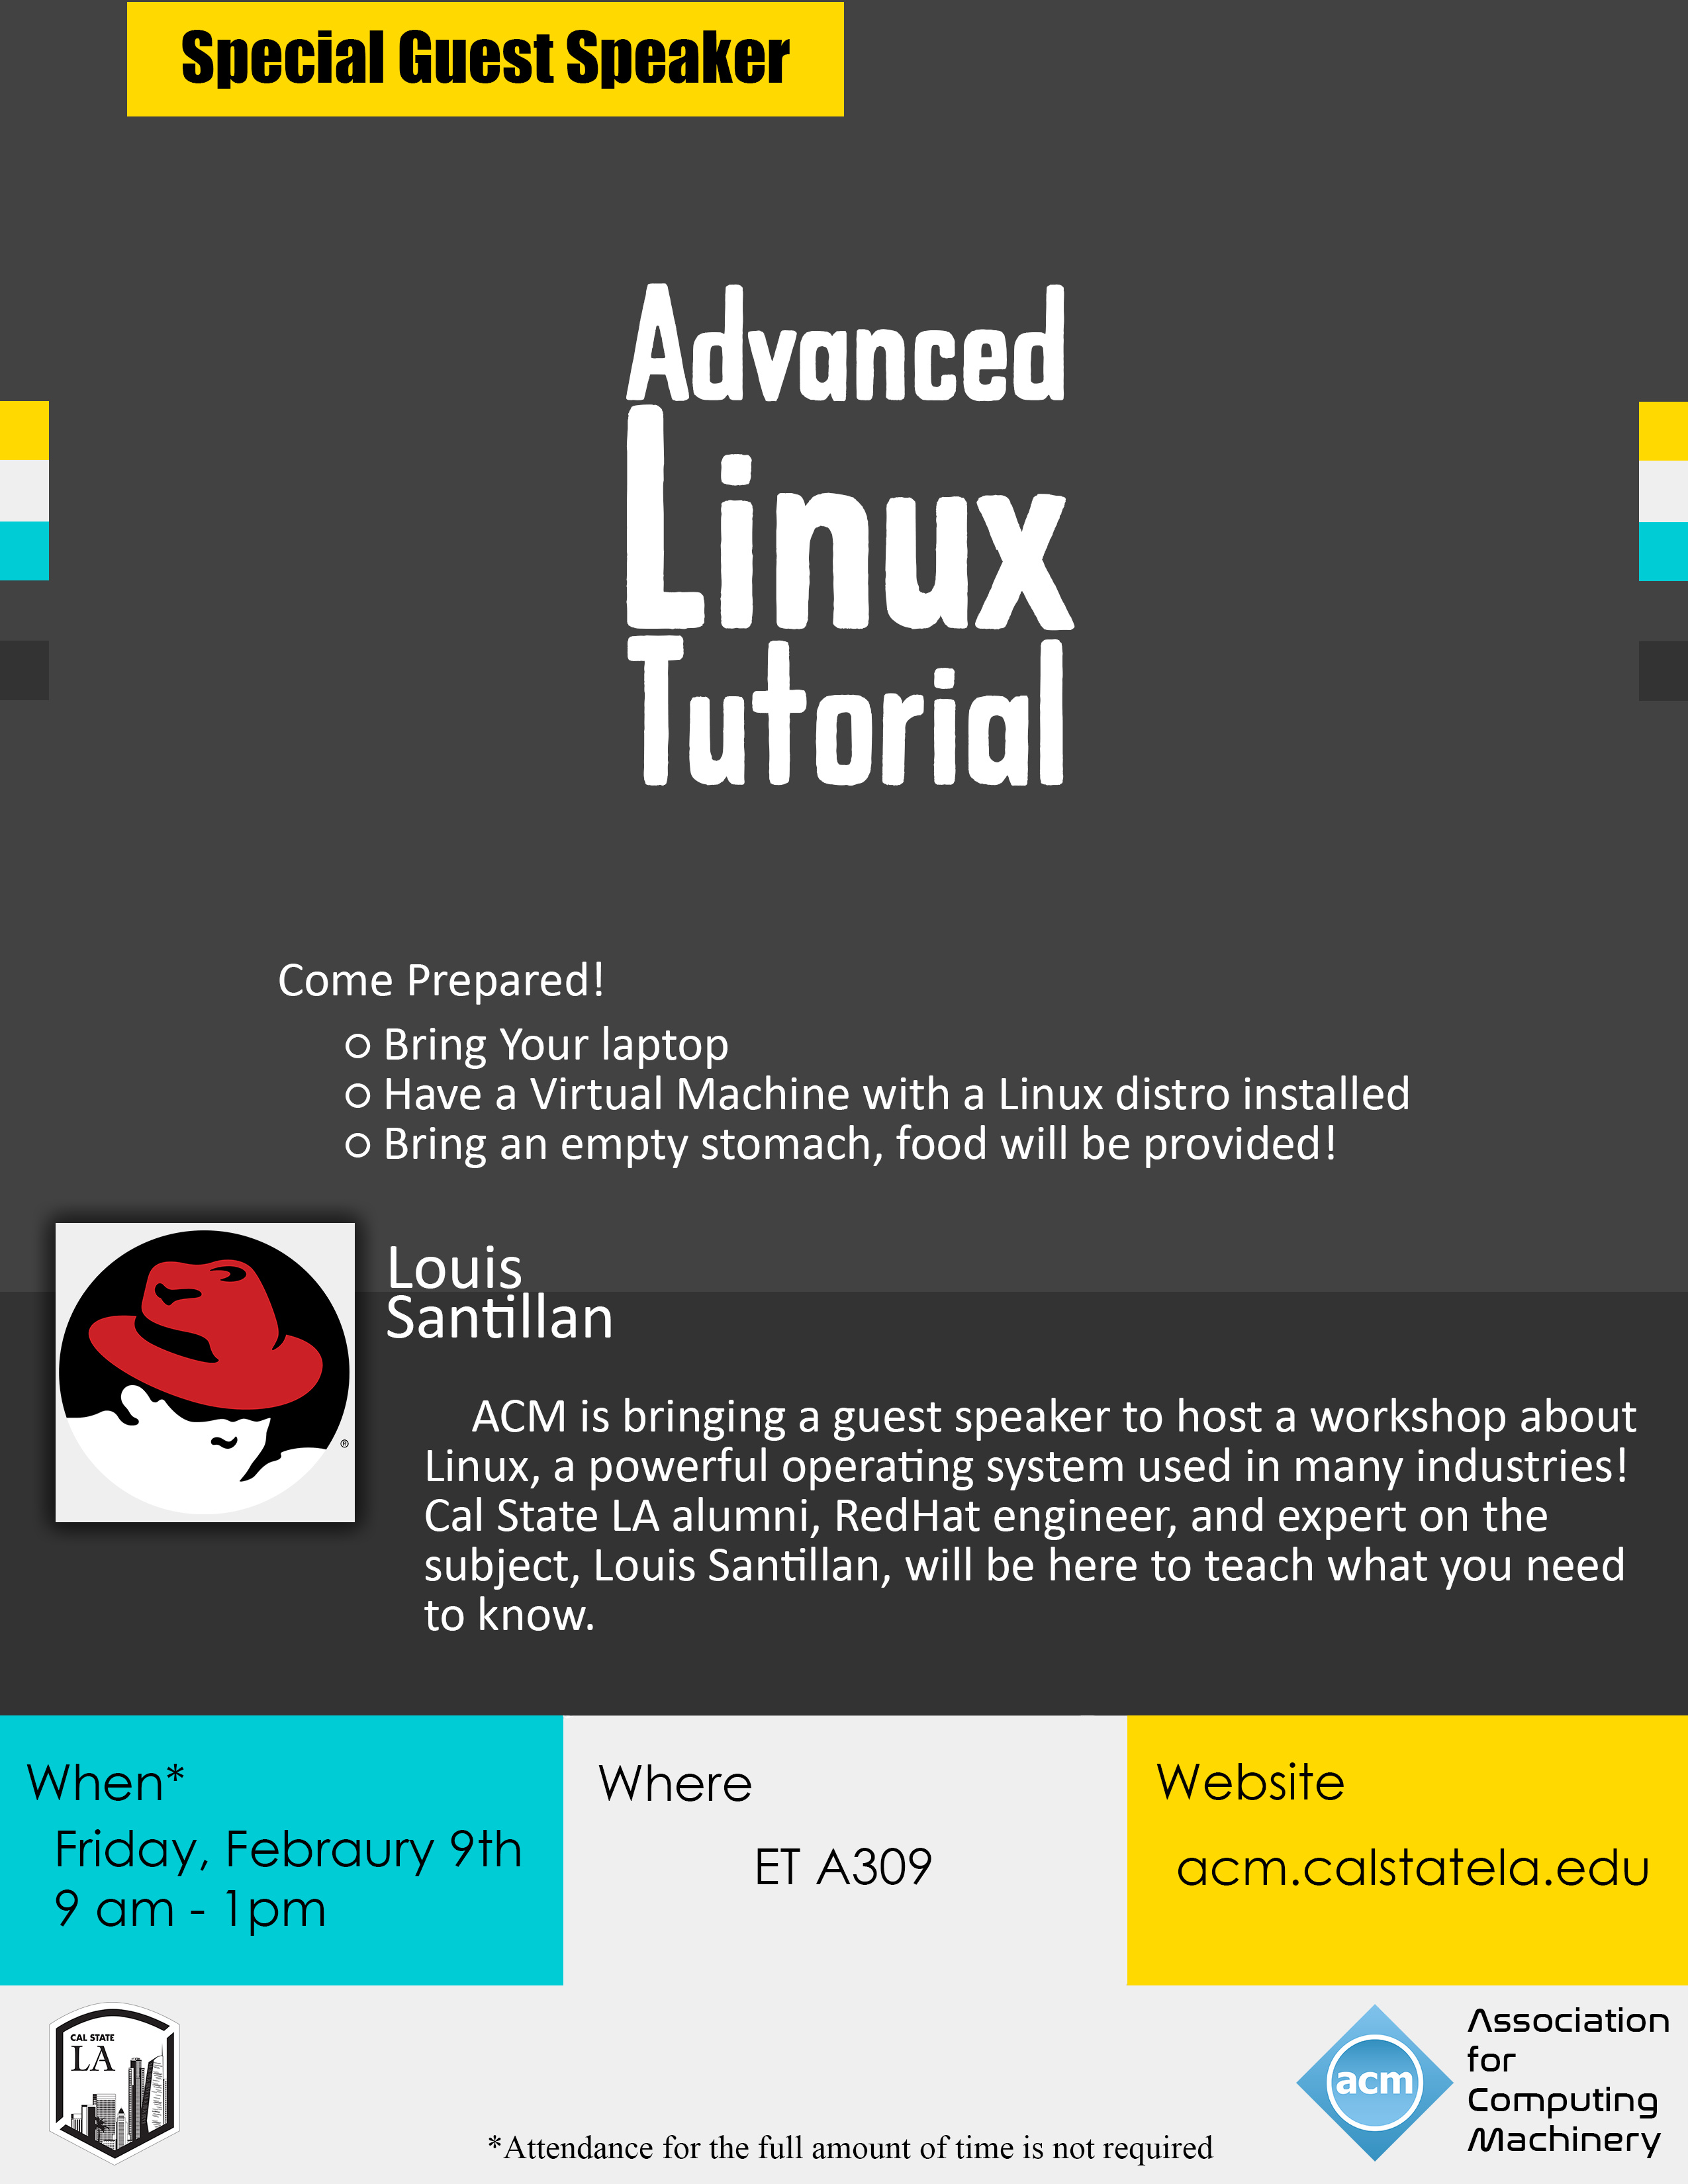 Special Guest Speaker
Advanced
Linux
Tutorial
Come Prepared!
○ Bring Your laptop
○ Have a Virtual Machine with a Linux distro installed
○ Bring an empty stomach, food will be provided!
Louis
Santillan
®
ACM is bringing a guest speaker to host a workshop about
Linux, a powerful operating system used in many industries!
Cal State LA alumni, RedHat engineer, and expert on the
subject, Louis Santillan, will be here to teach what you need
to know.
When*
Friday, Febraury 9th
9 am - 1pm
Where
ET A309
Website
acm.calstatela.edu
CAL STATE
LA
*Attendance for the full amount of time is not required
acm
Association
for
Computing
Machinery